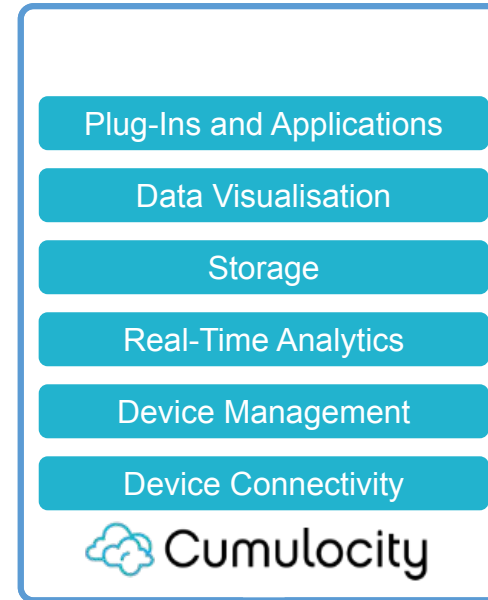 Plug-Ins and Applications
Data Visualisation
Storage
Real-Time Analytics
Device Management
Device Connectivity
Cumulocity